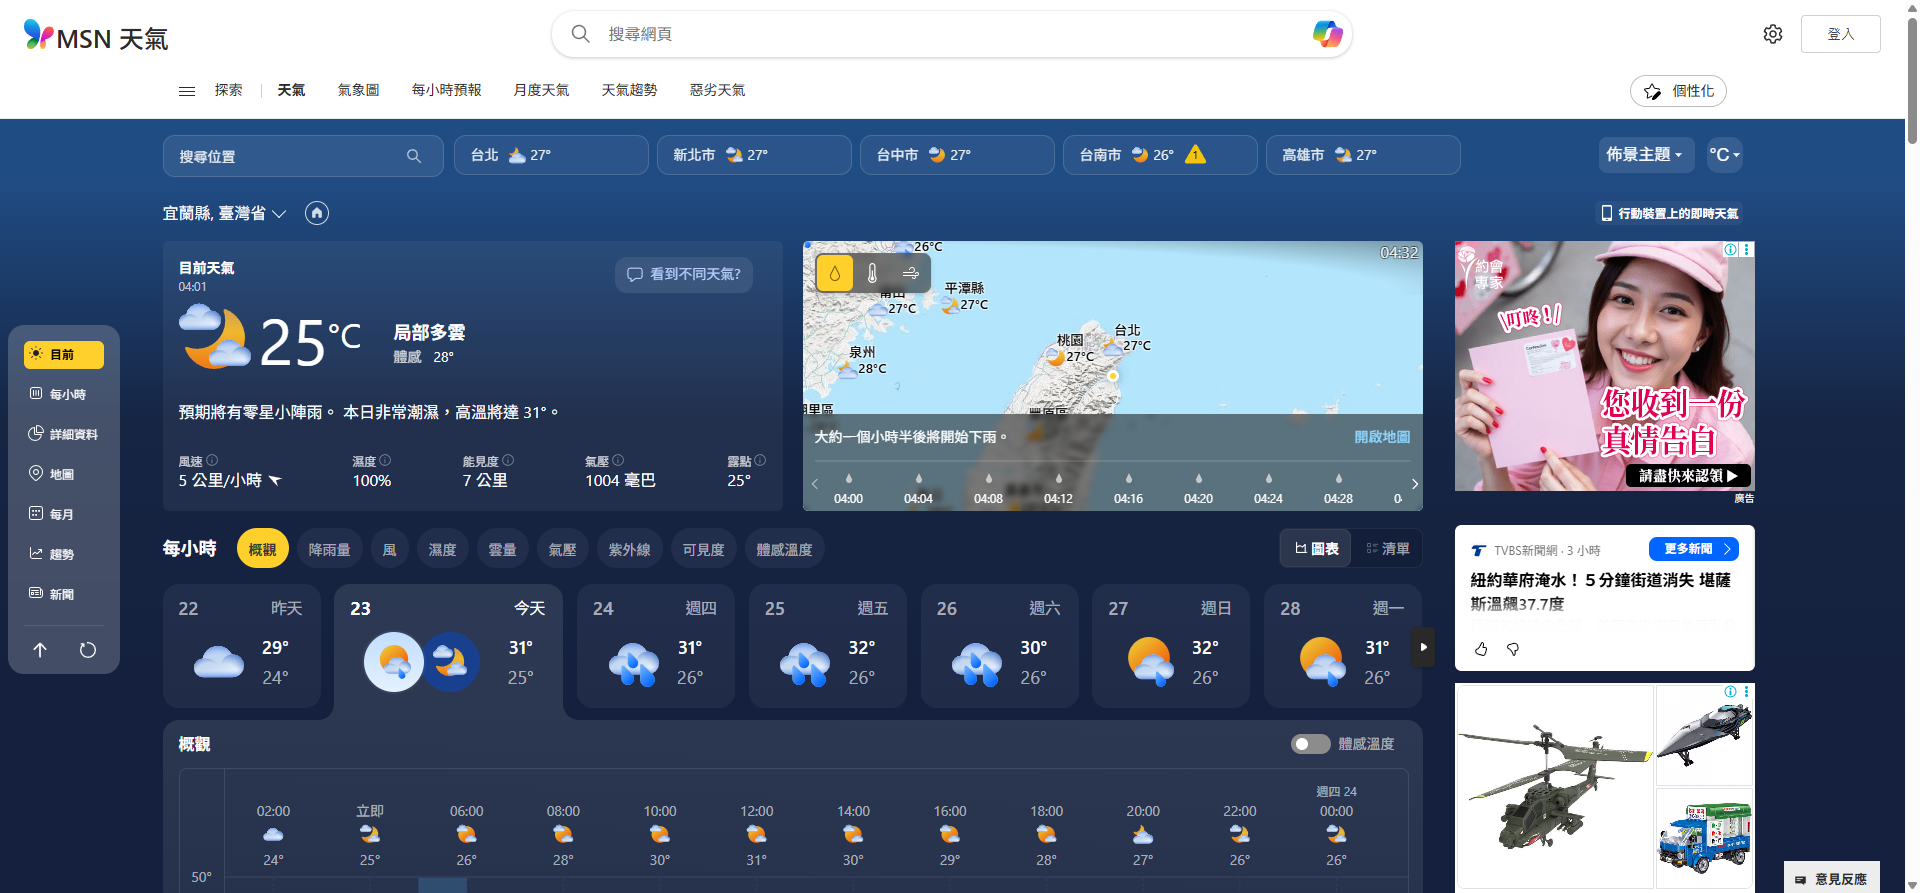 MSN 天氣
搜尋網頁
登入
探索
天氣
氣象圖
每小時預報
月度天氣
天氣趨勢
惡劣天氣
個性化
搜尋位置
台北 27°
新北市 27°
台中市 27°
台南市 26° 1
高雄市 27°
佈景主題
°C
宜蘭縣, 臺灣省
行動裝置上的即時天氣
目前
每小時
詳細資料
地圖
每月
趨勢
新聞
目前天氣
04:01
看到不同天氣?
25°C
局部多雲
體感 28°
預期將有零星小陣雨。 本日非常潮濕，高溫將達 31°。
風速
5 公里/小時
濕度
100%
能見度
7 公里
氣壓
1004 毫巴
露點
25°
04:32
26°C
27°C
平潭縣
27°C
泉州
28°C
桃園
27°C
台北
27°C
大約一個小時半後將開始下雨。
開啟地圖
04:00 04:04 04:08 04:12 04:16 04:20 04:24 04:28
約會專家
叮咚!!
您收到一份
真情告白
請盡快來認領▶
廣告
TVBS新聞網 · 3 小時
更多新聞
紐約華府淹水！５分鐘街道消失 堪薩
斯溫飆37.7度
每小時
概觀
降雨量
風
濕度
雲量
氣壓
紫外線
可見度
體感溫度
圖表
清單
22 昨天
29°
24°
23 今天
31°
25°
24 週四
31°
26°
25 週五
32°
26°
26 週六
30°
26°
27 週日
32°
26°
28 週一
31°
26°
概觀
體感溫度
週四 24
02:00 立即 06:00 08:00 10:00 12:00 14:00 16:00 18:00 20:00 22:00 00:00
24° 25° 26° 28° 30° 31° 30° 29° 28° 27° 26° 26°
50°
意見反應